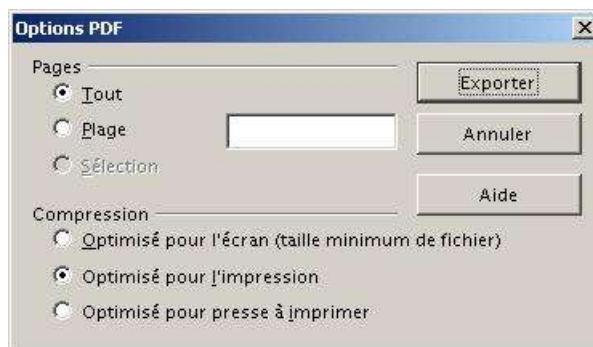 Options PDF
Pages
Tout
Exporter
Plage
Annuler
Sélection
Aide
Compression
Optimisé pour l'écran (taille minimum de fichier)
Optimisé pour l'impression
Optimisé pour presse à imprimer